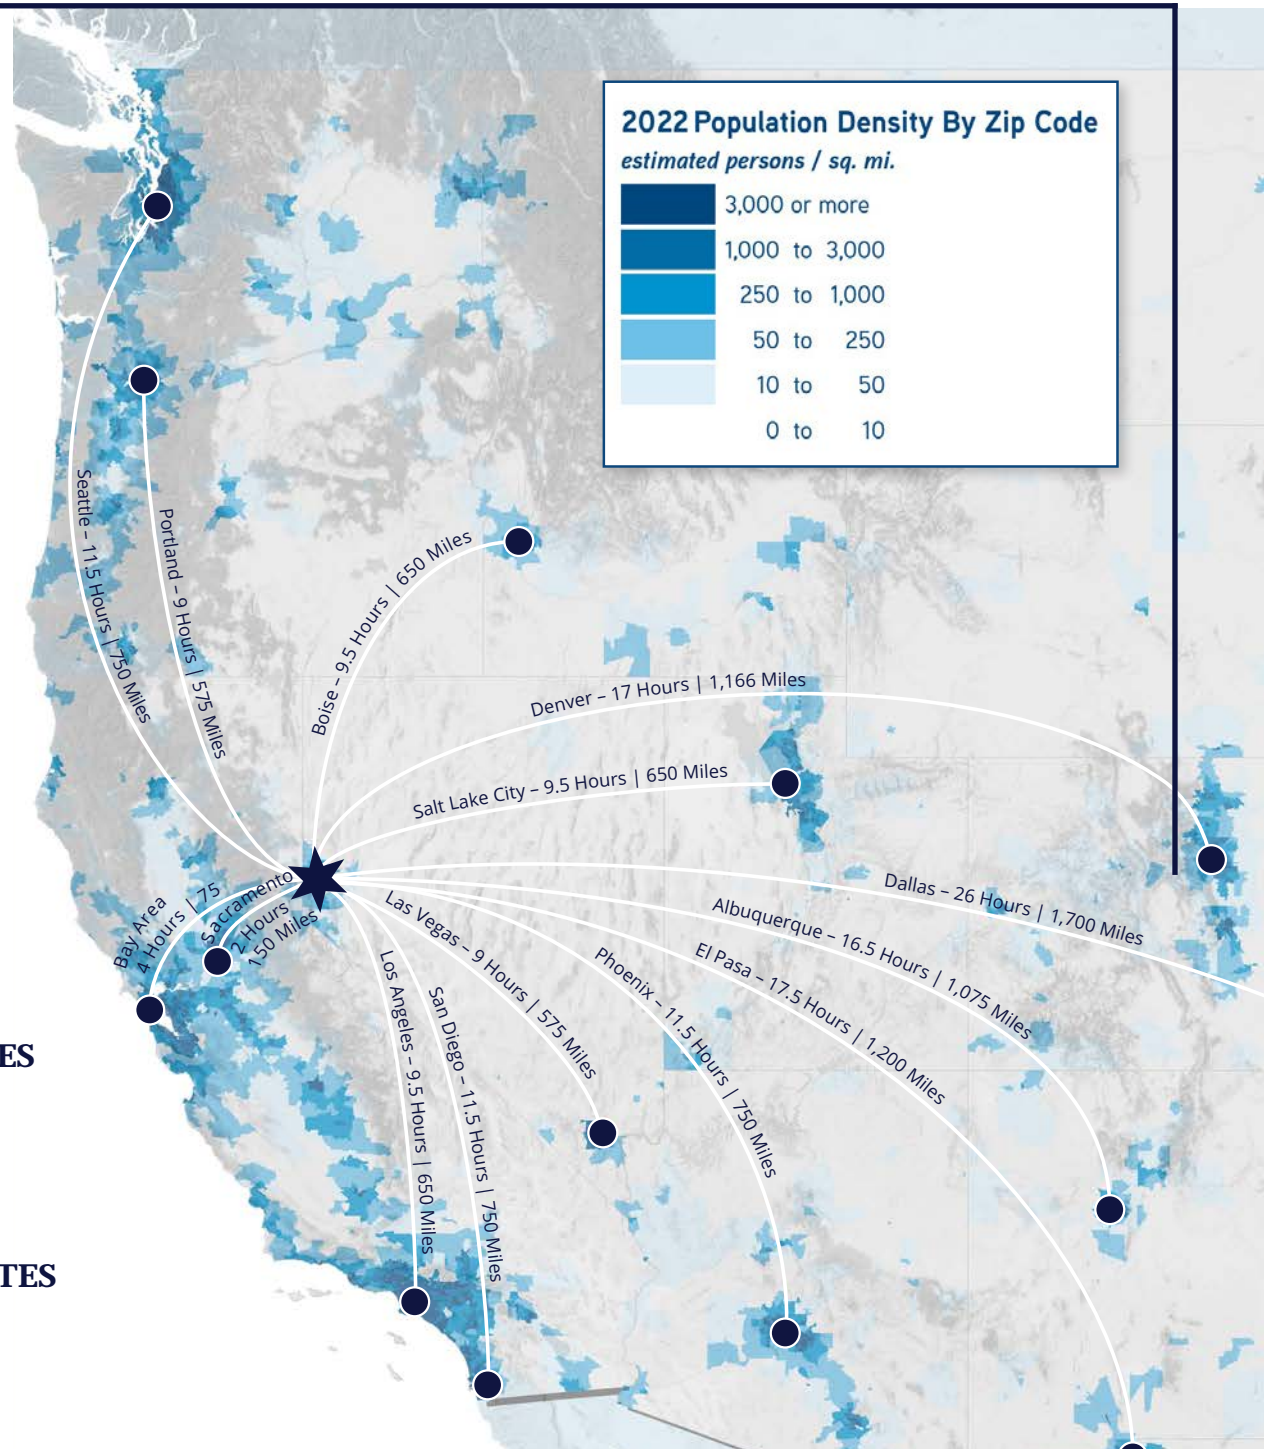 2022 Population Density By Zip Code
estimated persons / sq. mi.
3,000 or more
1,000 to 3,000
250 to 1,000
50 to 250
10 to 50
0 to 10
Seattle – 11.5 Hours | 750 Miles
Portland – 9 Hours | 575 Miles
Boise – 9.5 Hours | 650 Miles
Denver – 17 Hours | 1,166 Miles
Salt Lake City – 9.5 Hours | 650 Miles
Dallas – 26 Hours | 1,700 Miles
Albuquerque – 16.5 Hours | 1,075 Miles
El Pasa – 17.5 Hours | 1,200 Miles
Phoenix – 11.5 Hours | 750 Miles
Las Vegas – 9 Hours | 575 Miles
San Diego – 11.5 Hours | 750 Miles
Los Angeles – 9.5 Hours | 650 Miles
Sacramento
2 Hours
150 Miles
Bay Area
4 Hours | 75
ES
TES